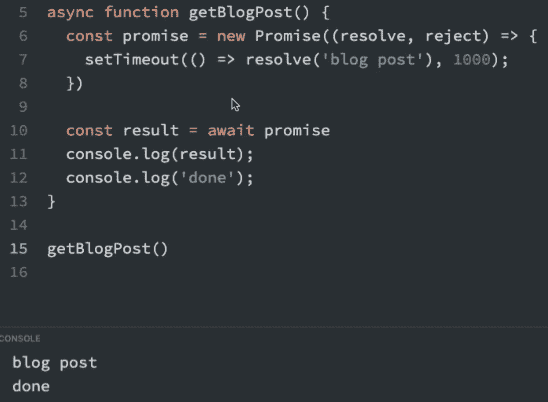 5 async function getBlogPost() {
6 const promise = new Promise((resolve, reject) => {
7 setTimeout(() => resolve('blog post'), 1000);
8 })
9
10 const result = await promise
11 console.log(result);
12 console.log('done');
13 }
14
15 getBlogPost()
16
CONSOLE
blog post
done